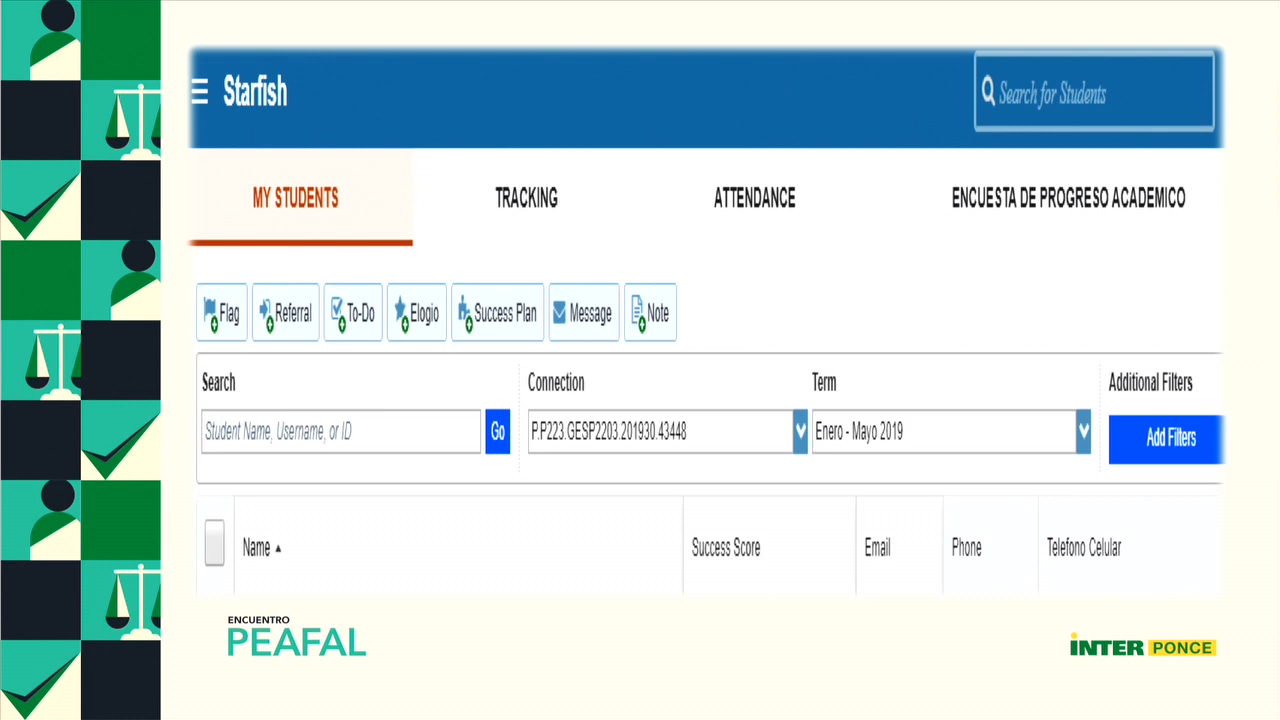 Starfish
Search for Students
MY STUDENTS TRACKING ATTENDANCE ENCUESTA DE PROGRESO ACADEMICO
Flag Referral To-Do Elogio Success Plan Message Note
Search Connection Term Additional Filters
Student Name, Username, or ID Go P.P223.GESP2203.201930.43448 Enero - Mayo 2019 Add Filters
Name Success Score Email Phone Telefono Celular
ENCUENTRO
PEAFAL
INTER PONCE